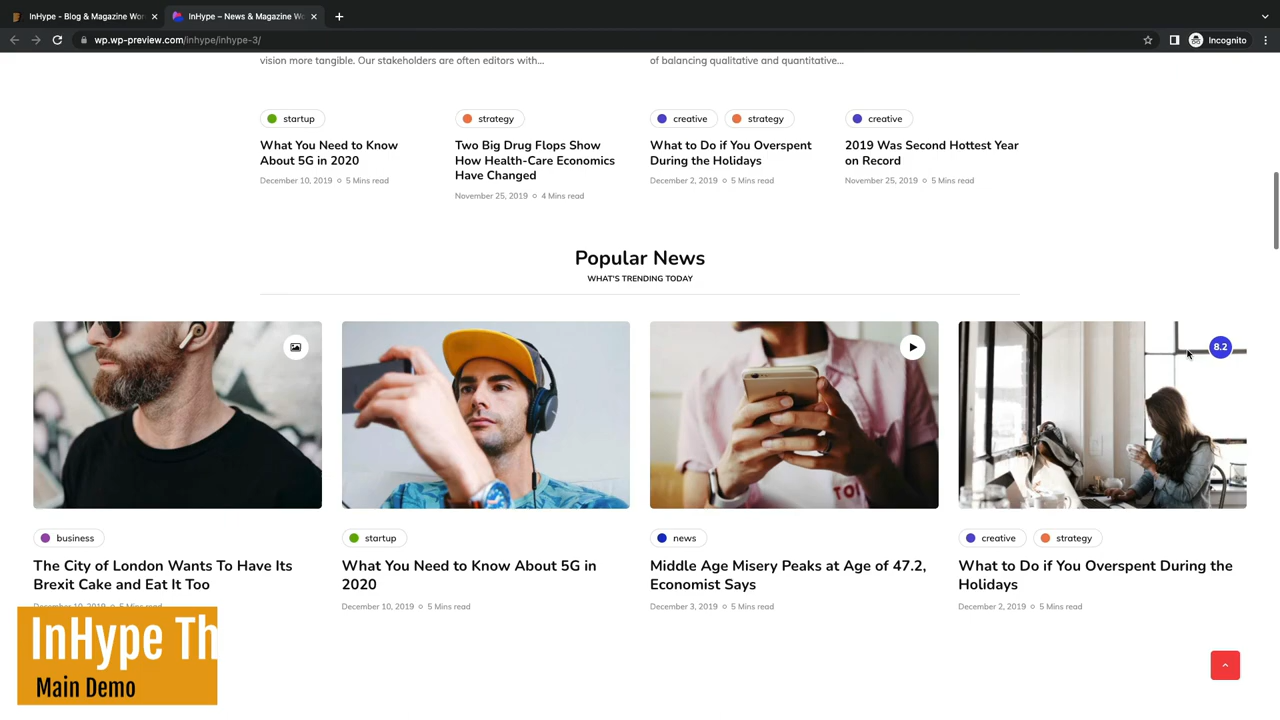 InHype - Blog & Magazine Wor
InHype – News & Magazine Wo
wp.wp-preview.com/inhype/inhype-3/
Incognito
vision more tangible. Our stakeholders are often editors with...
of balancing qualitative and quantitative...
startup
strategy
creative strategy
creative
What You Need to Know
About 5G in 2020
Two Big Drug Flops Show
How Health-Care Economics
Have Changed
What to Do if You Overspent
During the Holidays
2019 Was Second Hottest Year
on Record
December 10, 2019 5 Mins read
November 25, 2019 4 Mins read
December 2, 2019 5 Mins read
November 25, 2019 5 Mins read
Popular News
WHAT'S TRENDING TODAY
8.2
business
startup
news
creative strategy
The City of London Wants To Have Its
Brexit Cake and Eat It Too
What You Need to Know About 5G in
2020
Middle Age Misery Peaks at Age of 47.2,
Economist Says
What to Do if You Overspent During the
Holidays
December 10, 2019 5 Mins read
December 10, 2019 5 Mins read
December 3, 2019 5 Mins read
December 2, 2019 5 Mins read
InHype Th
Main Demo